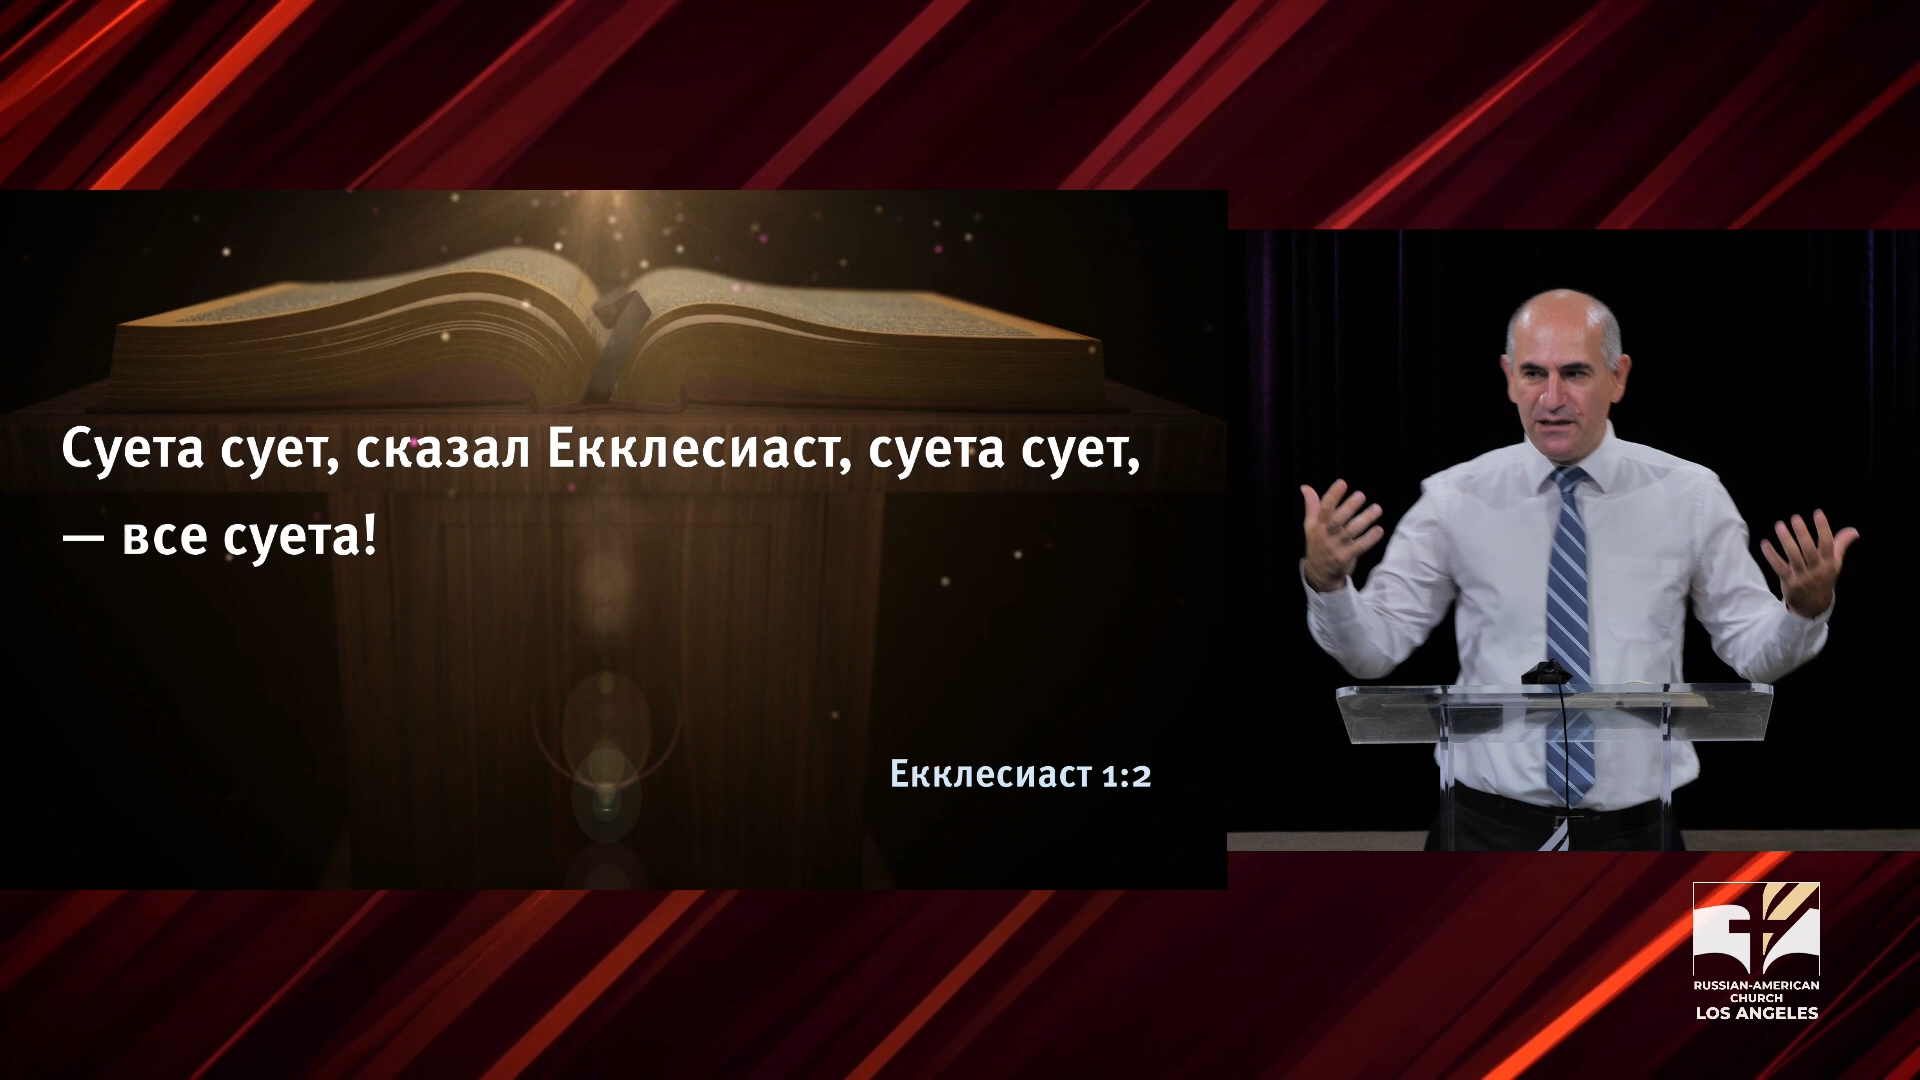 Суета сует, сказал Екклесиаст, суета сует,
— все суета!
Екклесиаст 1:2
RUSSIAN-AMERICAN
CHURCH
LOS ANGELES